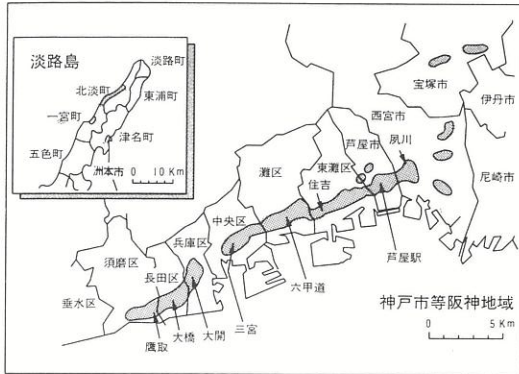 淡路島
淡路町
北淡町
東浦町
一宮町
津名町
五色町
洲本市
0 10 Km
宝塚市
伊丹市
西宮市
芦屋市
夙川
尼崎市
東灘区
灘区
住吉
中央区
兵庫区
芦屋駅
須磨区
長田区
六甲道
垂水区
神戸市等阪神地域
三宮
大開
大橋
鷹取
0 5 Km